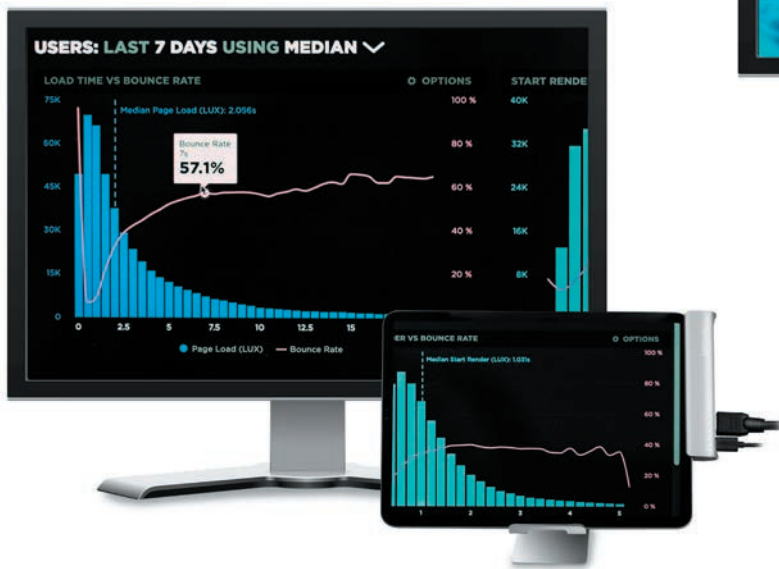 USERS: LAST 7 DAYS USING MEDIAN
LOAD TIME VS BOUNCE RATE
OPTIONS
START RENDE
75K
60K
45K
30K
15K
0
Median Page Load (LUX): 2.056s
Bounce Rate
7s
57.1%
100 %
80 %
60 %
40 %
20 %
40K
32K
24K
16K
8K
0 2.5 5 7.5 10 12.5 15
Page Load (LUX) Bounce Rate
ER VS BOUNCE RATE
OPTIONS
Median Start Render (LUX): 1.031s
100 %
80 %
60 %
40 %
20 %
0 %
1 2 3 4 5